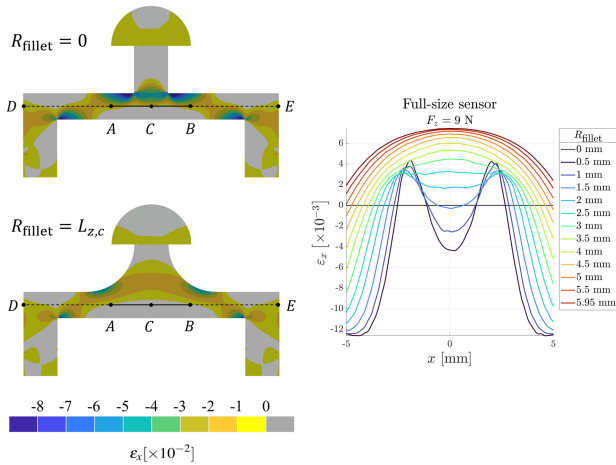 R_fillet = 0
D
E
A
C
B
R_fillet = L_z,c
D
E
A
C
B
-8 -7 -6 -5 -4 -3 -2 -1 0
ε_x[×10⁻²]
Full-size sensor
F_z = 9 N
6
4
2
0
-2
-4
-6
-8
-10
-12
ε_x [×10⁻³]
-5 0 5
x [mm]
R_fillet
0 mm
0.5 mm
1 mm
1.5 mm
2 mm
2.5 mm
3 mm
3.5 mm
4 mm
4.5 mm
5 mm
5.5 mm
5.95 mm